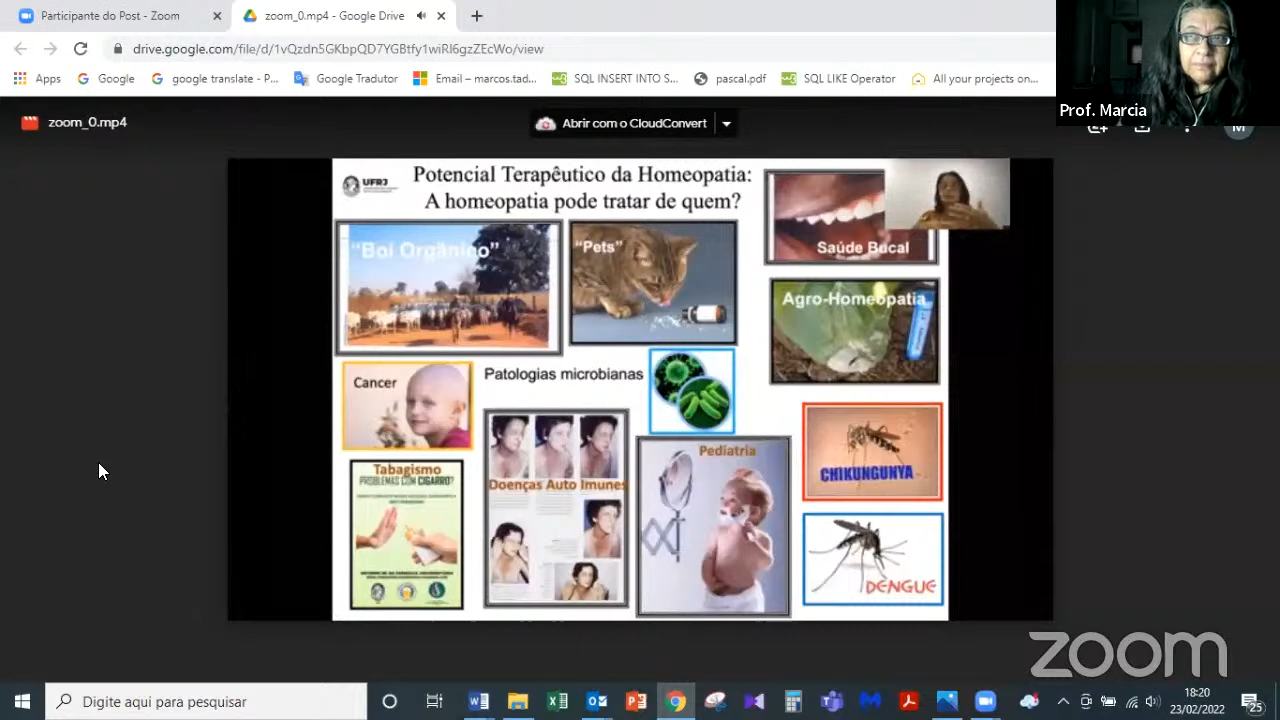 Participante do Post - Zoom
zoom_0.mp4 - Google Drive
drive.google.com/file/d/1vQzdn5GKbpQD7YGBtfy1wiRl6gzZEcWo/view
Apps
Google
google translate - P...
Google Tradutor
Email – marcos.tad...
SQL INSERT INTO S...
pascal.pdf
SQL LIKE Operator
All your projects on...
Prof. Marcia
zoom_0.mp4
Abrir com o CloudConvert
M
UFRJ
Potencial Terapêutico da Homeopatia:
A homeopatia pode tratar de quem?
"Boi Orgânico"
"Pets"
Saúde Bucal
Agro-Homeopatia
Cancer
Patologias microbianas
Tabagismo
PROBLEMAS COM CIGARRO?
Doenças Auto Imunes
Pediatria
CHIKUNGUNYA
DENGUE
zoom
Digite aqui para pesquisar
18:20
23/02/2022
25